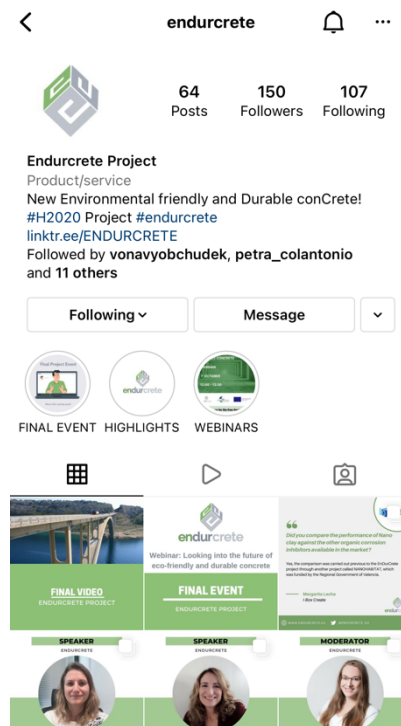 endurcrete
64
Posts
150
Followers
107
Following
Endurcrete Project
Product/service
New Environmental friendly and Durable conCrete!
#H2020 Project #endurcrete
linktr.ee/ENDURCRETE
Followed by vonavyobchudek, petra_colantonio
and 11 others
Following
Message
Final Project Event
endurcrete
FINAL EVENT
HIGHLIGHTS
WEBINARS
FINAL VIDEO
ENDURCRETE PROJECT
endurcrete
Webinar: Looking into the future of
eco-friendly and durable concrete
FINAL EVENT
ENDURCRETE PROJECT
Did you compare the performance of Nano
clay against the other organic corrosion
inhibitors available in the market?
Yes, the comparison was carried out previous to the EnDurCrete
project through another project called NANOHABITAT, which
was funded by the Regional Government of Valencia.
SPEAKER
ENDURCRETE
SPEAKER
ENDURCRETE
MODERATOR
ENDURCRETE